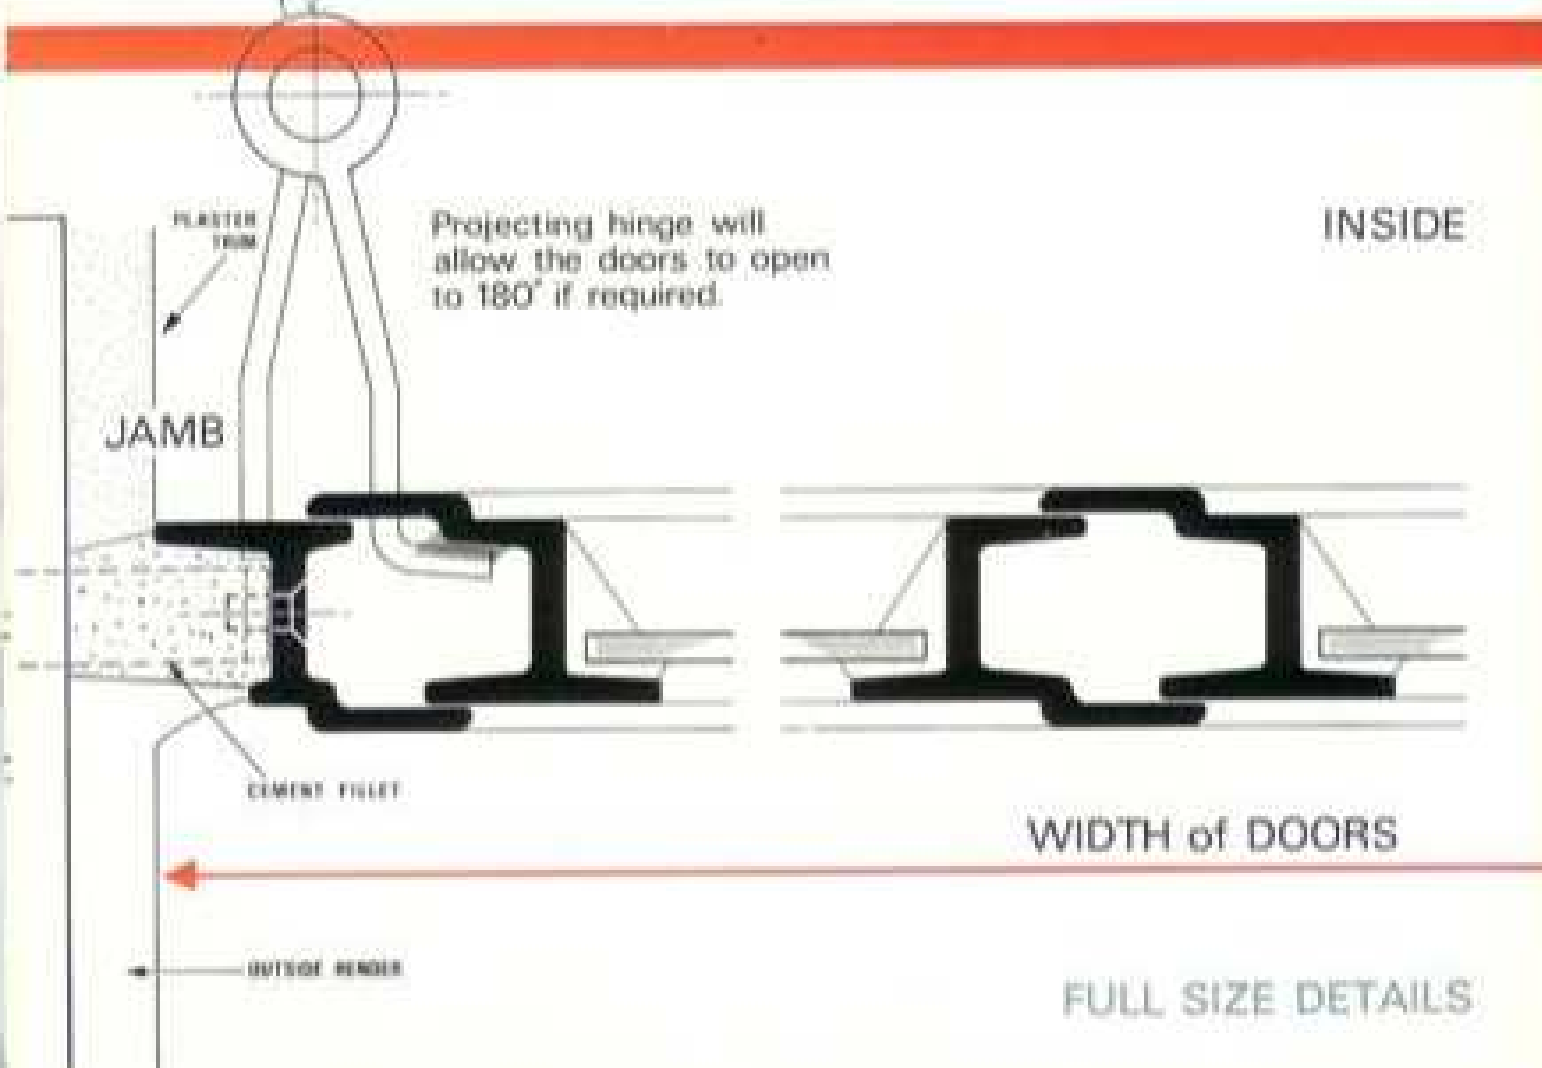 PLASTER
TRIM
Projecting hinge will
allow the doors to open
to 180° if required.
INSIDE
JAMB
CEMENT FILLET
WIDTH of DOORS
OUTSIDE RENDER
FULL SIZE DETAILS